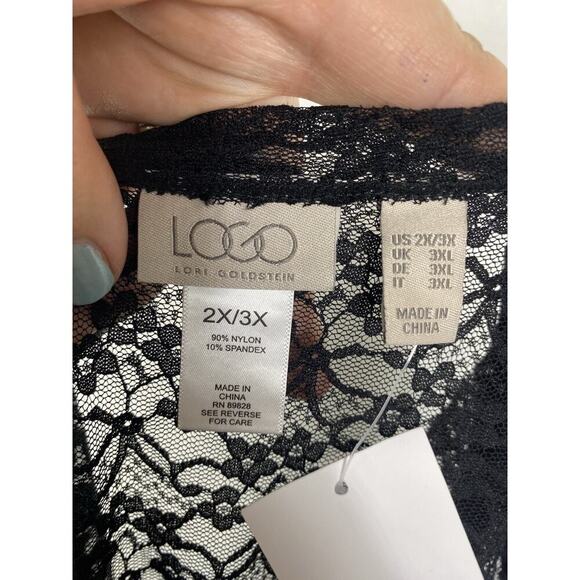 LOGO
LORI GOLDSTEIN
2X/3X
90% NYLON
10% SPANDEX
MADE IN
CHINA
RN 89828
SEE REVERSE
FOR CARE
US 2X/3X
UK 3XL
DE 3XL
IT 3XL
MADE IN
CHINA